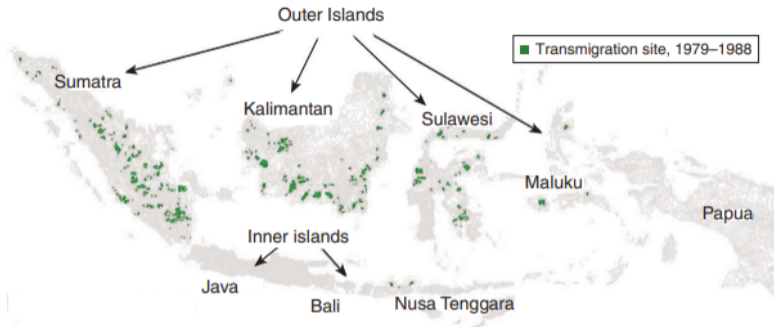 Outer Islands
Transmigration site, 1979–1988
Sumatra
Kalimantan
Sulawesi
Maluku
Papua
Inner islands
Java
Bali
Nusa Tenggara